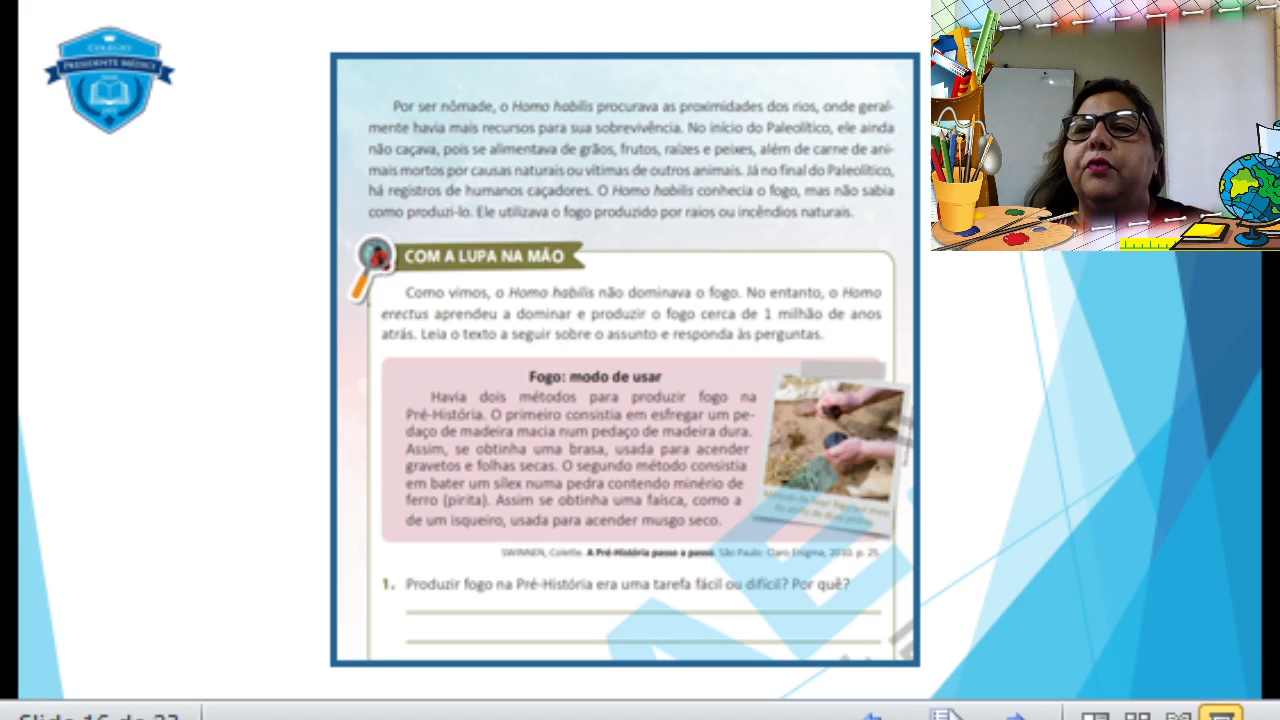 COLÉGIO
PRESIDENTE MÉDICI
Por ser nômade, o Homo habilis procurava as proximidades dos rios, onde geral-
mente havia mais recursos para sua sobrevivência. No início do Paleolítico, ele ainda
não caçava, pois se alimentava de grãos, frutos, raízes e peixes, além de carne de ani-
mais mortos por causas naturais ou vítimas de outros animais. Já no final do Paleolítico,
há registros de humanos caçadores. O Homo habilis conhecia o fogo, mas não sabia
como produzi-lo. Ele utilizava o fogo produzido por raios ou incêndios naturais.
COM A LUPA NA MÃO
Como vimos, o Homo habilis não dominava o fogo. No entanto, o Homo
erectus aprendeu a dominar e produzir o fogo cerca de 1 milhão de anos
atrás. Leia o texto a seguir sobre o assunto e responda às perguntas.
Fogo: modo de usar
Havia dois métodos para produzir fogo na
Pré-História. O primeiro consistia em esfregar um pe-
daço de madeira macia num pedaço de madeira dura.
Assim, se obtinha uma brasa, usada para acender
gravetos e folhas secas. O segundo método consistia
em bater um sílex numa pedra contendo minério de
ferro (pirita). Assim se obtinha uma faísca, como a
de um isqueiro, usada para acender musgo seco.
SWINNEN, Colette. A Pré-História passo a passo. São Paulo: Claro Enigma, 2010. p. 25.
1. Produzir fogo na Pré-História era uma tarefa fácil ou difícil? Por quê?
Slide 16 de 23